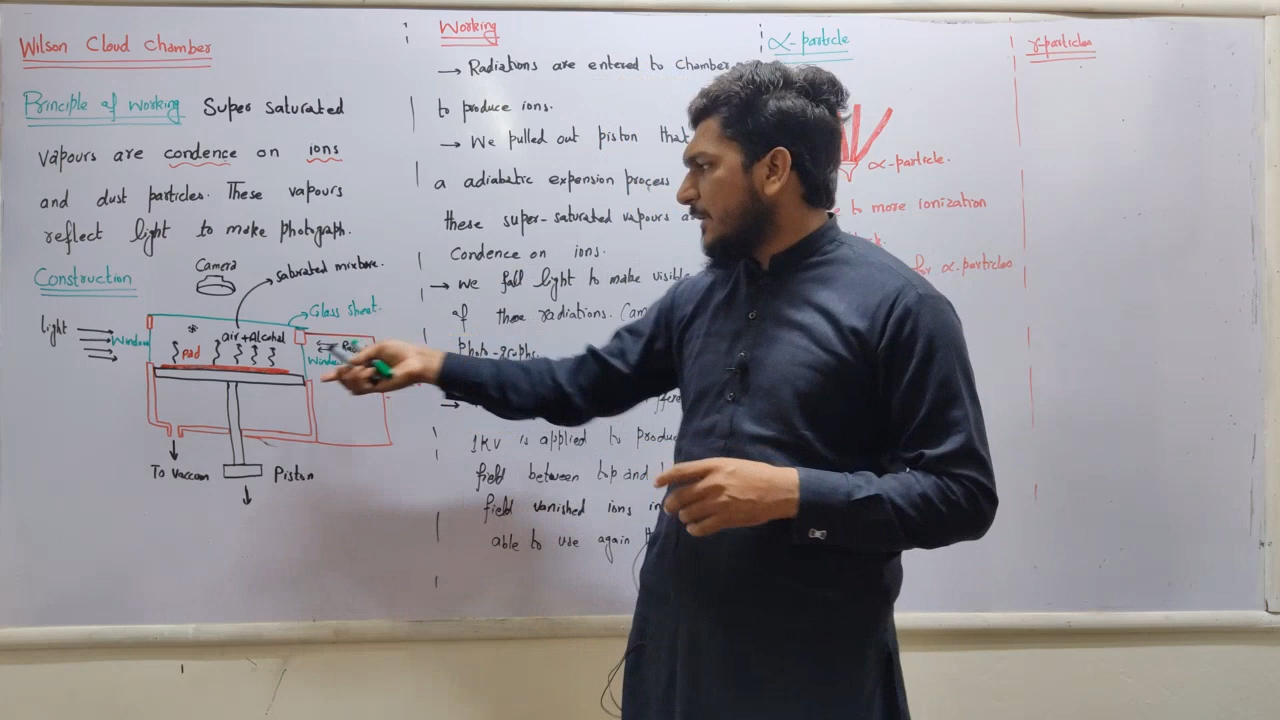 Wilson Cloud Chamber
Principle of Working Super saturated
Vapours are condence on ions
and dust particles. These vapours
reflect light to make photograph.
Construction
Camera
saturated mixture.
Glass sheet.
light
Window
air + Alcohol
pad
Window
To vaccum
Piston
Working
→ Radiations are entered to Chamber
to produce ions.
→ We pulled out piston that
a adiabatic expension process
these super-saturated vapours
Condence on ions.
→ we fall light to make visible
of these radiations.
Photo-graphs
1KV is applied to
field between top and
field vanished ions in
able to use again
α-particle
α-particle.
to more ionization
for α.particles
γ-particles